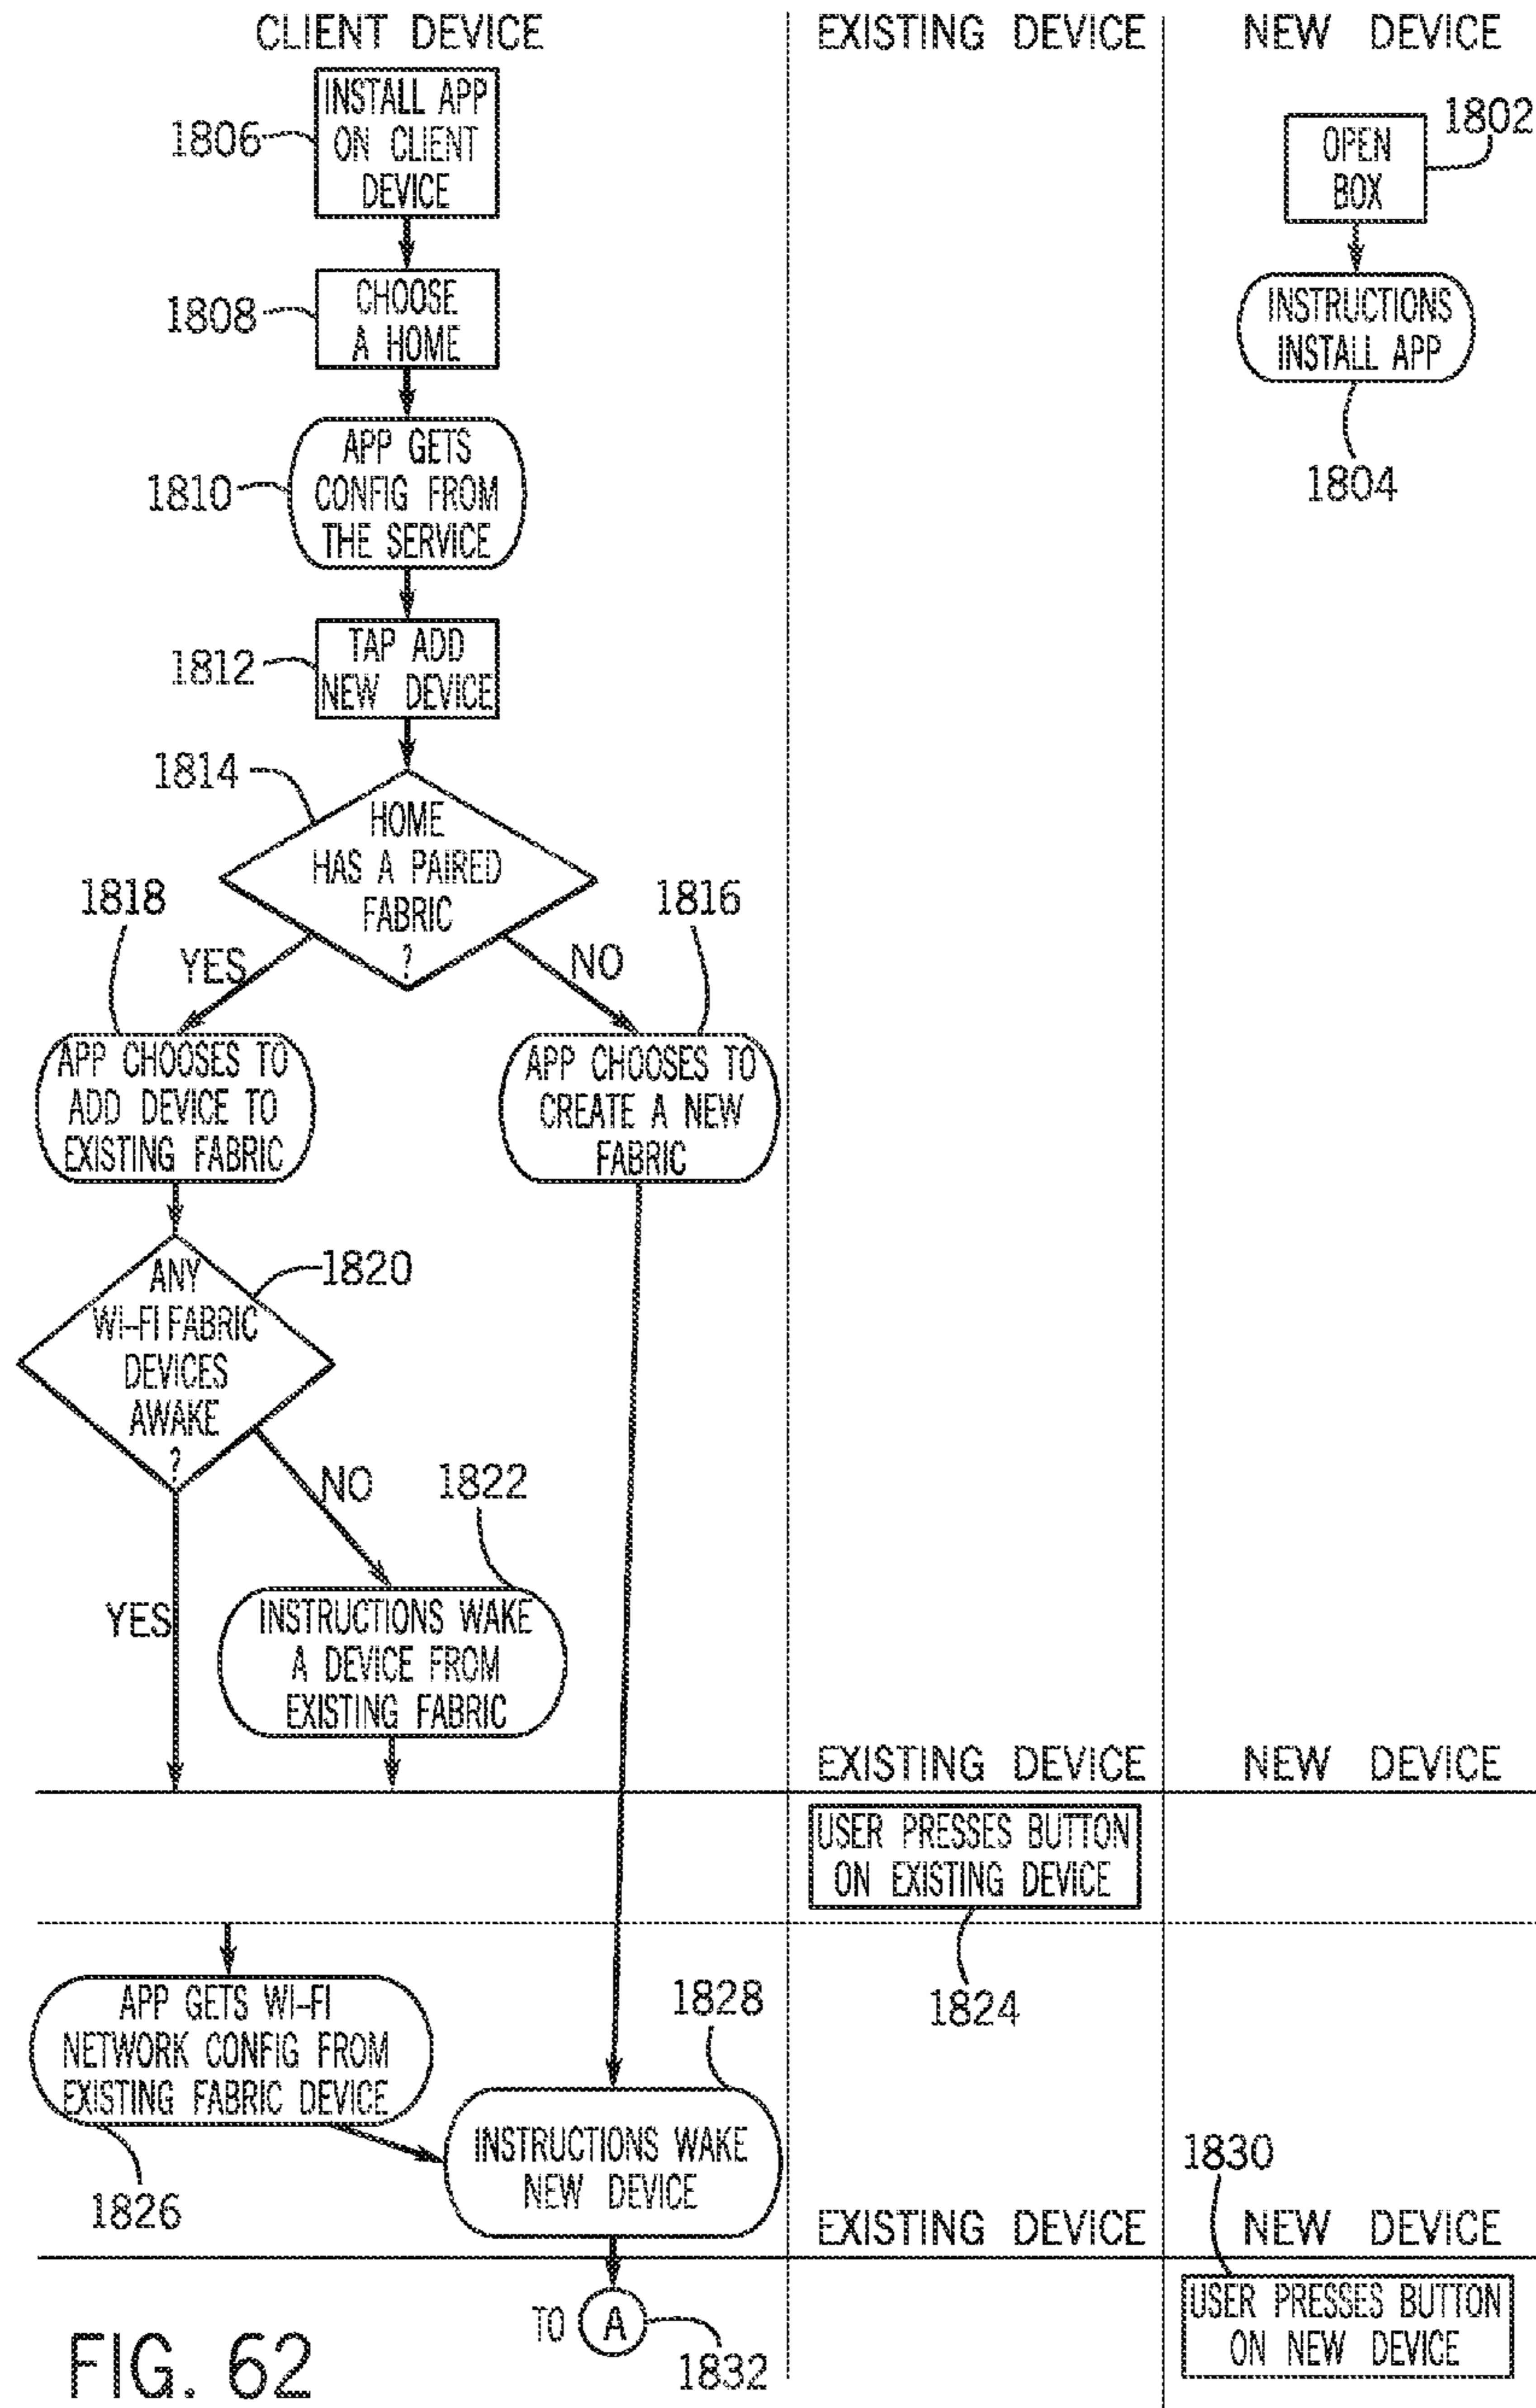 CLIENT DEVICE
EXISTING DEVICE
NEW DEVICE
INSTALL APP
ON CLIENT
DEVICE
1806
1802
OPEN
BOX
CHOOSE
A HOME
1808
INSTRUCTIONS
INSTALL APP
1804
APP GETS
CONFIG FROM
THE SERVICE
1810
TAP ADD
NEW DEVICE
1812
1814
HOME
HAS A PAIRED
FABRIC
?
1818
1816
YES
NO
APP CHOOSES TO
ADD DEVICE TO
EXISTING FABRIC
APP CHOOSES TO
CREATE A NEW
FABRIC
ANY
WI-FI FABRIC
DEVICES
AWAKE
?
1820
NO
1822
YES
INSTRUCTIONS WAKE
A DEVICE FROM
EXISTING FABRIC
EXISTING DEVICE
NEW DEVICE
USER PRESSES BUTTON
ON EXISTING DEVICE
1824
APP GETS WI-FI
NETWORK CONFIG FROM
EXISTING FABRIC DEVICE
1826
1828
INSTRUCTIONS WAKE
NEW DEVICE
1830
EXISTING DEVICE
NEW DEVICE
USER PRESSES BUTTON
ON NEW DEVICE
TO A
1832
FIG. 62